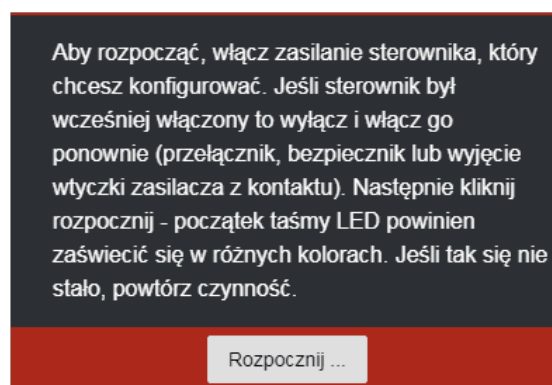 Aby rozpocząć, włącz zasilanie sterownika, który
chcesz konfigurować. Jeśli sterownik był
wcześniej włączony to wyłącz i włącz go
ponownie (przełącznik, bezpiecznik lub wyjęcie
wtyczki zasilacza z kontaktu). Następnie kliknij
rozpocznij - początek taśmy LED powinien
zaświecić się w różnych kolorach. Jeśli tak się nie
stało, powtórz czynność.
Rozpocznij ...